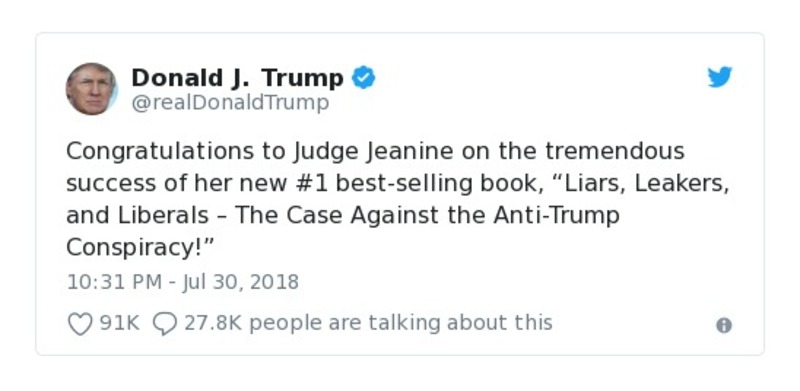 Donald J. Trump
@realDonaldTrump
Congratulations to Judge Jeanine on the tremendous
success of her new #1 best-selling book, “Liars, Leakers,
and Liberals – The Case Against the Anti-Trump
Conspiracy!”
10:31 PM - Jul 30, 2018
91K 27.8K people are talking about this